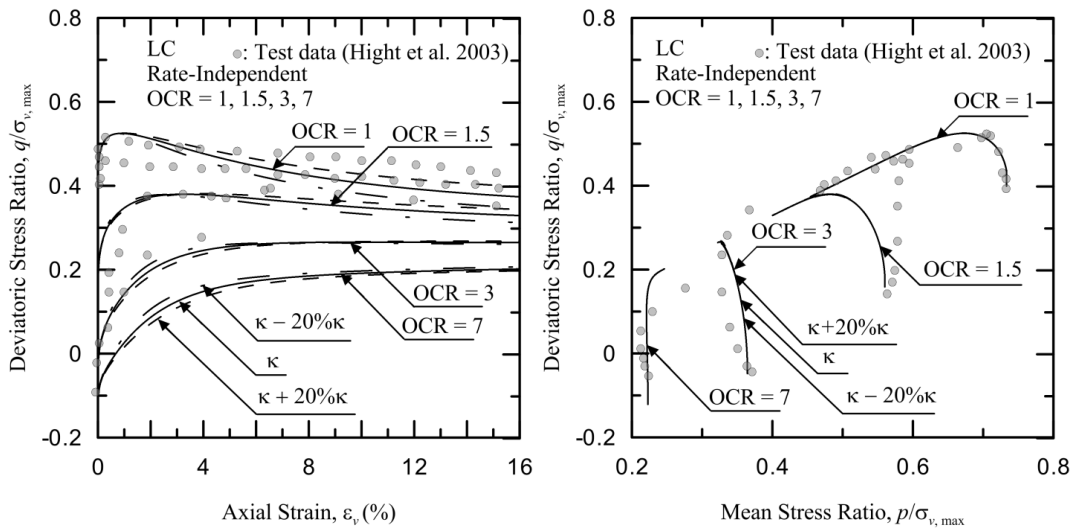 LC
: Test data (Hight et al. 2003)
Rate-Independent
OCR = 1, 1.5, 3, 7
OCR = 1
OCR = 1.5
OCR = 3
OCR = 7
κ − 20%κ
κ
κ + 20%κ
0.8
0.6
0.4
0.2
0
-0.2
0
4
8
12
16
Deviatoric Stress Ratio, q/σv, max
Axial Strain, εv (%)
LC
: Test data (Hight et al. 2003)
Rate-Independent
OCR = 1, 1.5, 3, 7
OCR = 1
OCR = 3
OCR = 1.5
κ+20%κ
κ
κ − 20%κ
OCR = 7
0.8
0.6
0.4
0.2
0
-0.2
0.2
0.4
0.6
0.8
Deviatoric Stress Ratio, q/σv, max
Mean Stress Ratio, p/σv, max